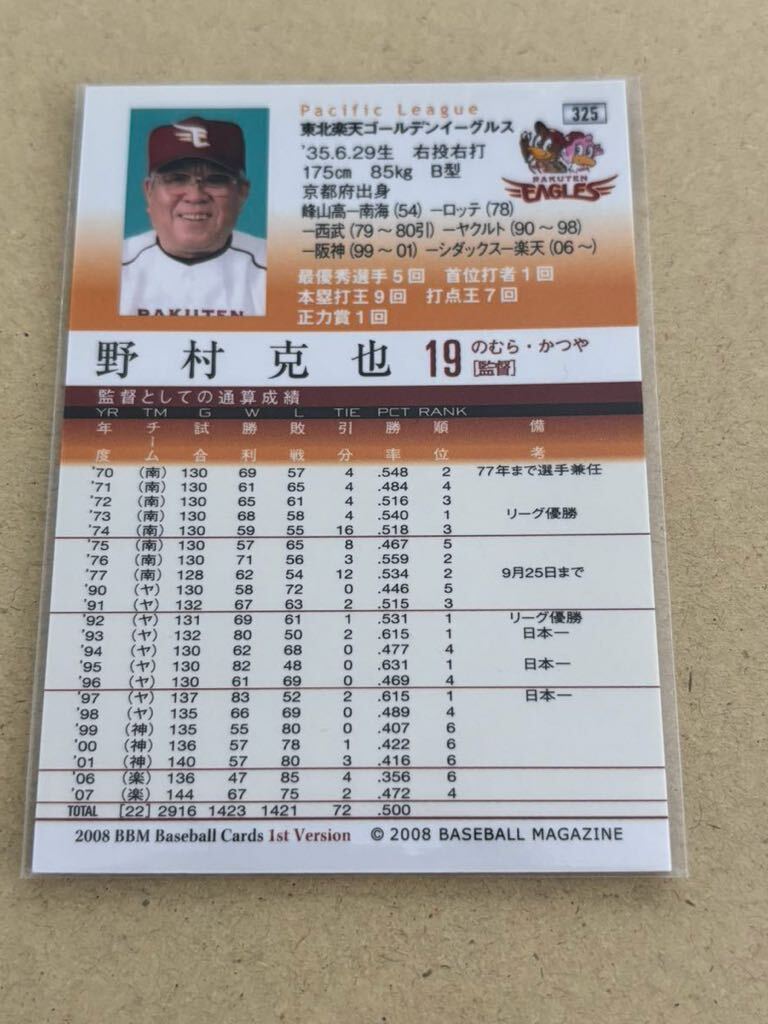 Pacific League
325
東北楽天ゴールデンイーグルス
'35.6.29生 右投右打
175cm 85kg B型
京都府出身
峰山高―南海(54)―ロッテ(78)
―西武(79～80引)―ヤクルト(90～98)
―阪神(99～01)―シダックス―楽天(06～)
RAKUTEN
EAGLES
最優秀選手5回 首位打者1回
本塁打王9回 打点王7回
正力賞1回
RAKUTEN
野村克也 19 のむら・かつや
[監督]
監督としての通算成績
YR TM G W L TIE PCT RANK
年度 チーム 試合 勝利 敗戦 引分 勝率 順位 備考
'70 (南) 130 69 57 4 .548 2 77年まで選手兼任
'71 (南) 130 61 65 4 .484 4
'72 (南) 130 65 61 4 .516 3
'73 (南) 130 68 58 4 .540 1 リーグ優勝
'74 (南) 130 59 55 16 .518 3
'75 (南) 130 57 65 8 .467 5
'76 (南) 130 71 56 3 .559 2
'77 (南) 128 62 54 12 .534 2 9月25日まで
'90 (ヤ) 130 58 72 0 .446 5
'91 (ヤ) 132 67 63 2 .515 3
'92 (ヤ) 131 69 61 1 .531 1 リーグ優勝
'93 (ヤ) 132 80 50 2 .615 1 日本一
'94 (ヤ) 130 62 68 0 .477 4
'95 (ヤ) 130 82 48 0 .631 1 日本一
'96 (ヤ) 130 61 69 0 .469 4
'97 (ヤ) 137 83 52 2 .615 1 日本一
'98 (ヤ) 135 66 69 0 .489 4
'99 (神) 135 55 80 0 .407 6
'00 (神) 136 57 78 1 .422 6
'01 (神) 140 57 80 3 .416 6
'06 (楽) 136 47 85 4 .356 6
'07 (楽) 144 67 75 2 .472 4
TOTAL [22] 2916 1423 1421 72 .500
2008 BBM Baseball Cards 1st Version © 2008 BASEBALL MAGAZINE